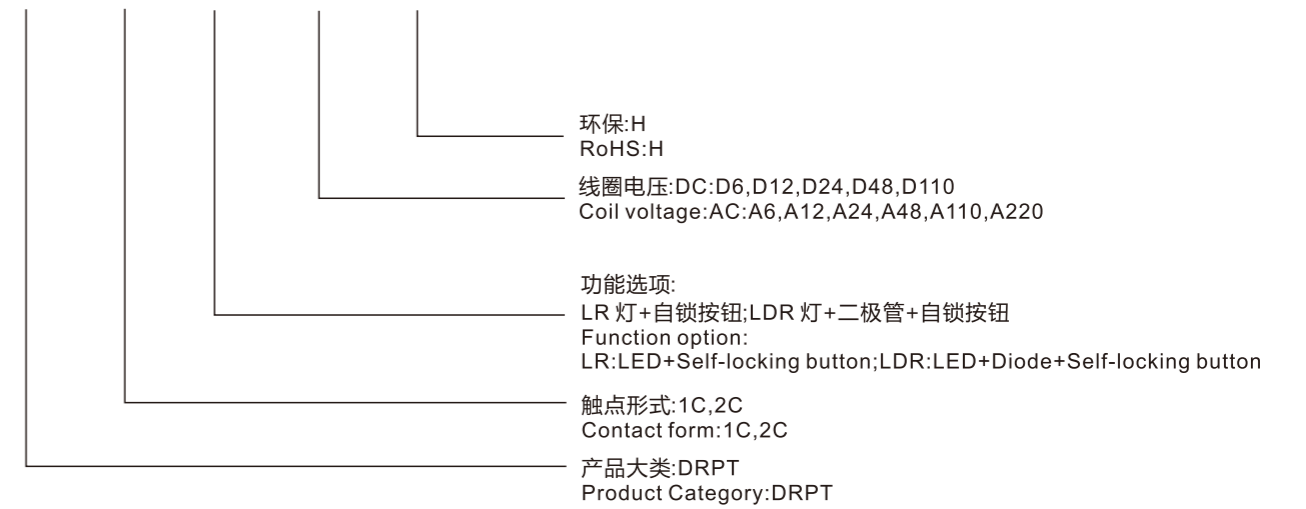 环保:H
RoHS:H
线圈电压:DC:D6,D12,D24,D48,D110
Coil voltage:AC:A6,A12,A24,A48,A110,A220
功能选项:
LR 灯+自锁按钮;LDR 灯+二极管+自锁按钮
Function option:
LR:LED+Self-locking button;LDR:LED+Diode+Self-locking button
触点形式:1C,2C
Contact form:1C,2C
产品大类:DRPT
Product Category:DRPT